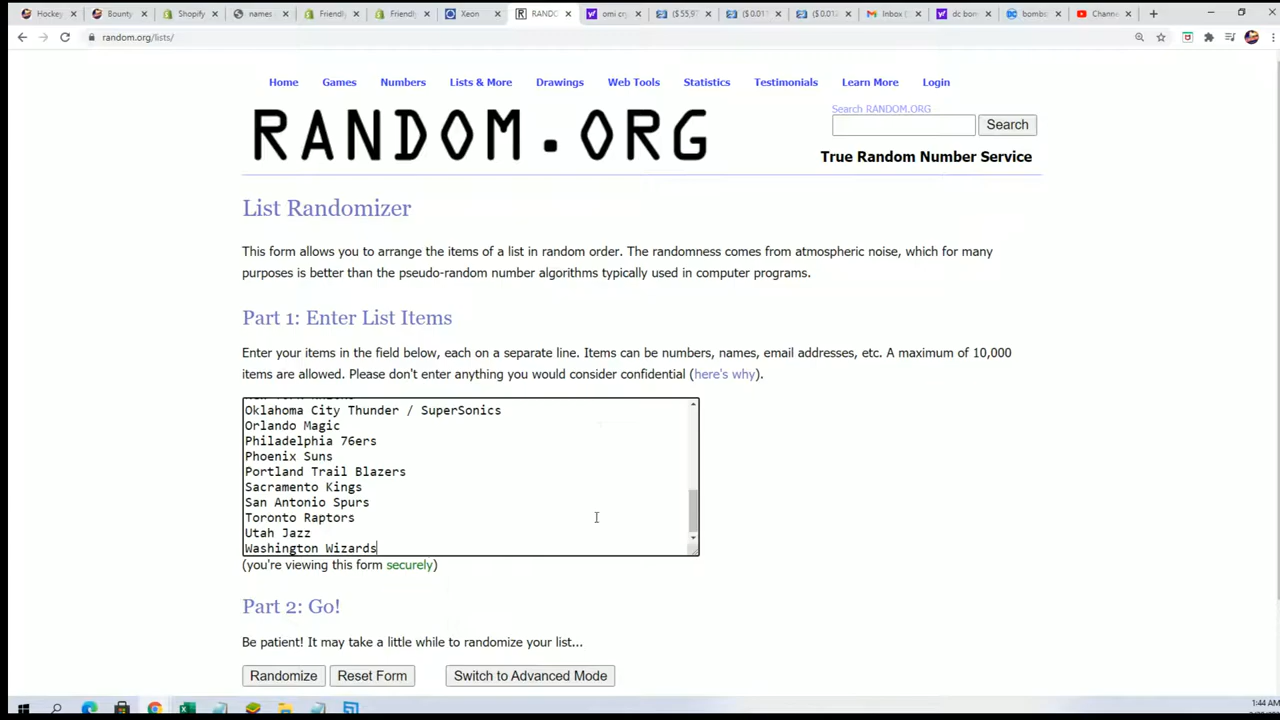 Hockey
Bounty
Shopify
names
Friendly
Friendly
Xeon
RANDO
omi cry
($55.97
($0.011
($0.012
Inbox (
dc bom
bombs
Channe
random.org/lists/
Home Games Numbers Lists & More Drawings Web Tools Statistics Testimonials Learn More Login
RANDOM.ORG
Search RANDOM.ORG
Search
True Random Number Service
List Randomizer
This form allows you to arrange the items of a list in random order. The randomness comes from atmospheric noise, which for many
purposes is better than the pseudo-random number algorithms typically used in computer programs.
Part 1: Enter List Items
Enter your items in the field below, each on a separate line. Items can be numbers, names, email addresses, etc. A maximum of 10,000
items are allowed. Please don't enter anything you would consider confidential (here's why).
Oklahoma City Thunder / SuperSonics
Orlando Magic
Philadelphia 76ers
Phoenix Suns
Portland Trail Blazers
Sacramento Kings
San Antonio Spurs
Toronto Raptors
Utah Jazz
Washington Wizards
(you're viewing this form securely)
Part 2: Go!
Be patient! It may take a little while to randomize your list...
Randomize Reset Form Switch to Advanced Mode
1:44 AM